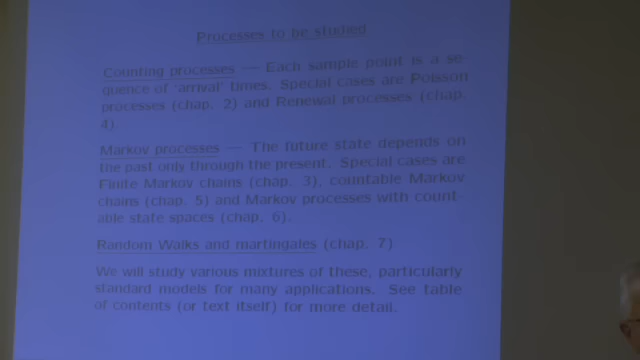 Processes to be studied
Counting processes — Each sample point is a se-
quence of 'arrival' times. Special cases are Poisson
processes (chap. 2) and Renewal processes (chap.
4).
Markov processes — The future state depends on
the past only through the present. Special cases are
Finite Markov chains (chap. 3), countable Markov
chains (chap. 5) and Markov processes with count-
able state spaces (chap. 6).
Random Walks and martingales (chap. 7)
We will study various mixtures of these, particularly
standard models for many applications. See table
of contents (or text itself) for more detail.